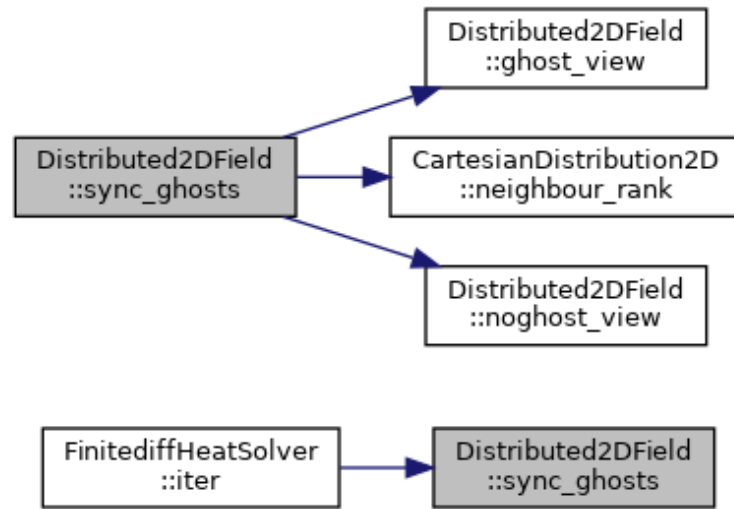 Distributed2DField
::ghost_view
Distributed2DField
::sync_ghosts
CartesianDistribution2D
::neighbour_rank
Distributed2DField
::noghost_view
FinitediffHeatSolver
::iter
Distributed2DField
::sync_ghosts